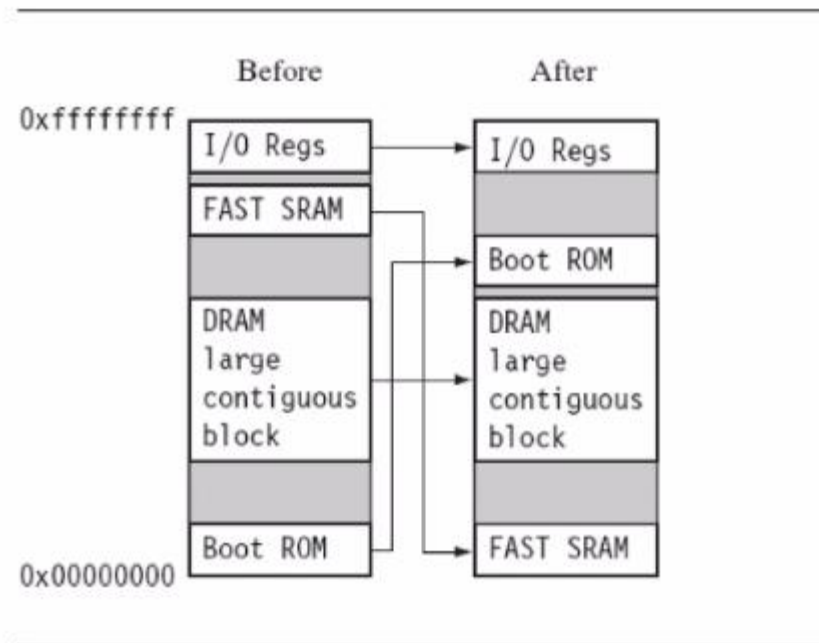 Before
After
0xffffffff
I/O Regs
FAST SRAM
DRAM
large
contiguous
block
Boot ROM
0x00000000
I/O Regs
Boot ROM
DRAM
large
contiguous
block
FAST SRAM